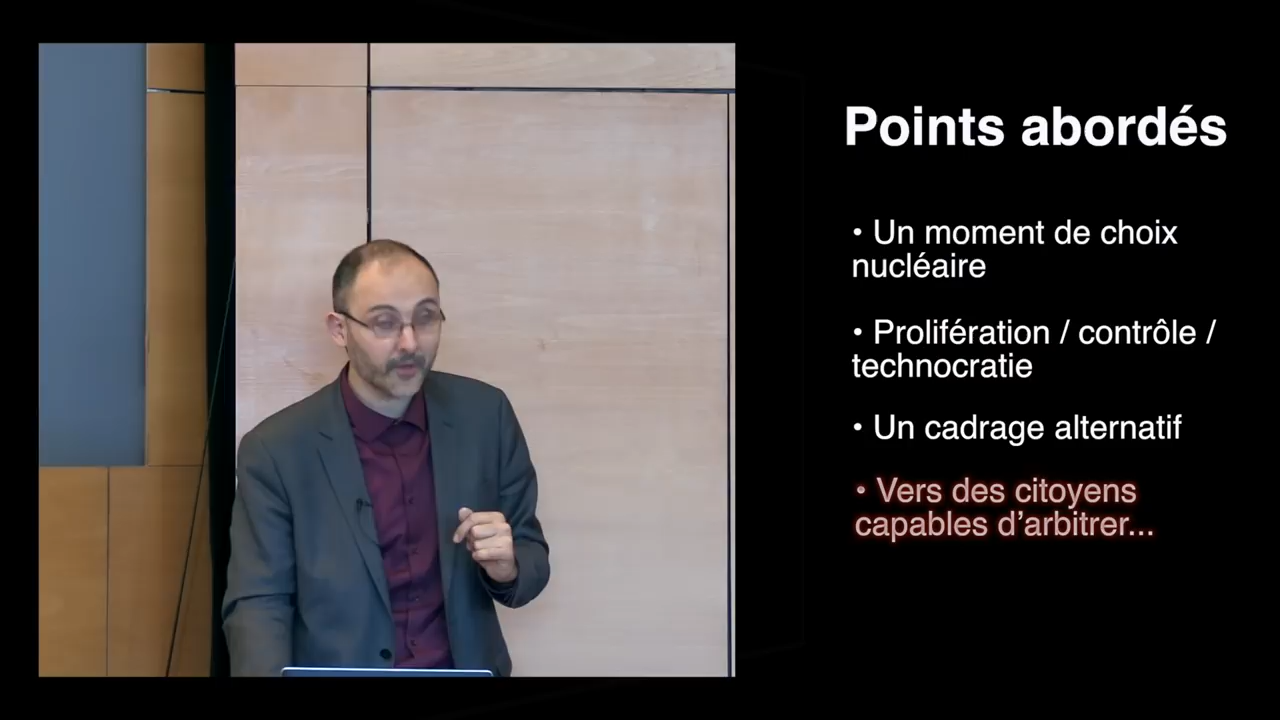 Points abordés
• Un moment de choix
nucléaire
• Prolifération / contrôle /
technocratie
• Un cadrage alternatif
• Vers des citoyens
capables d’arbitrer...